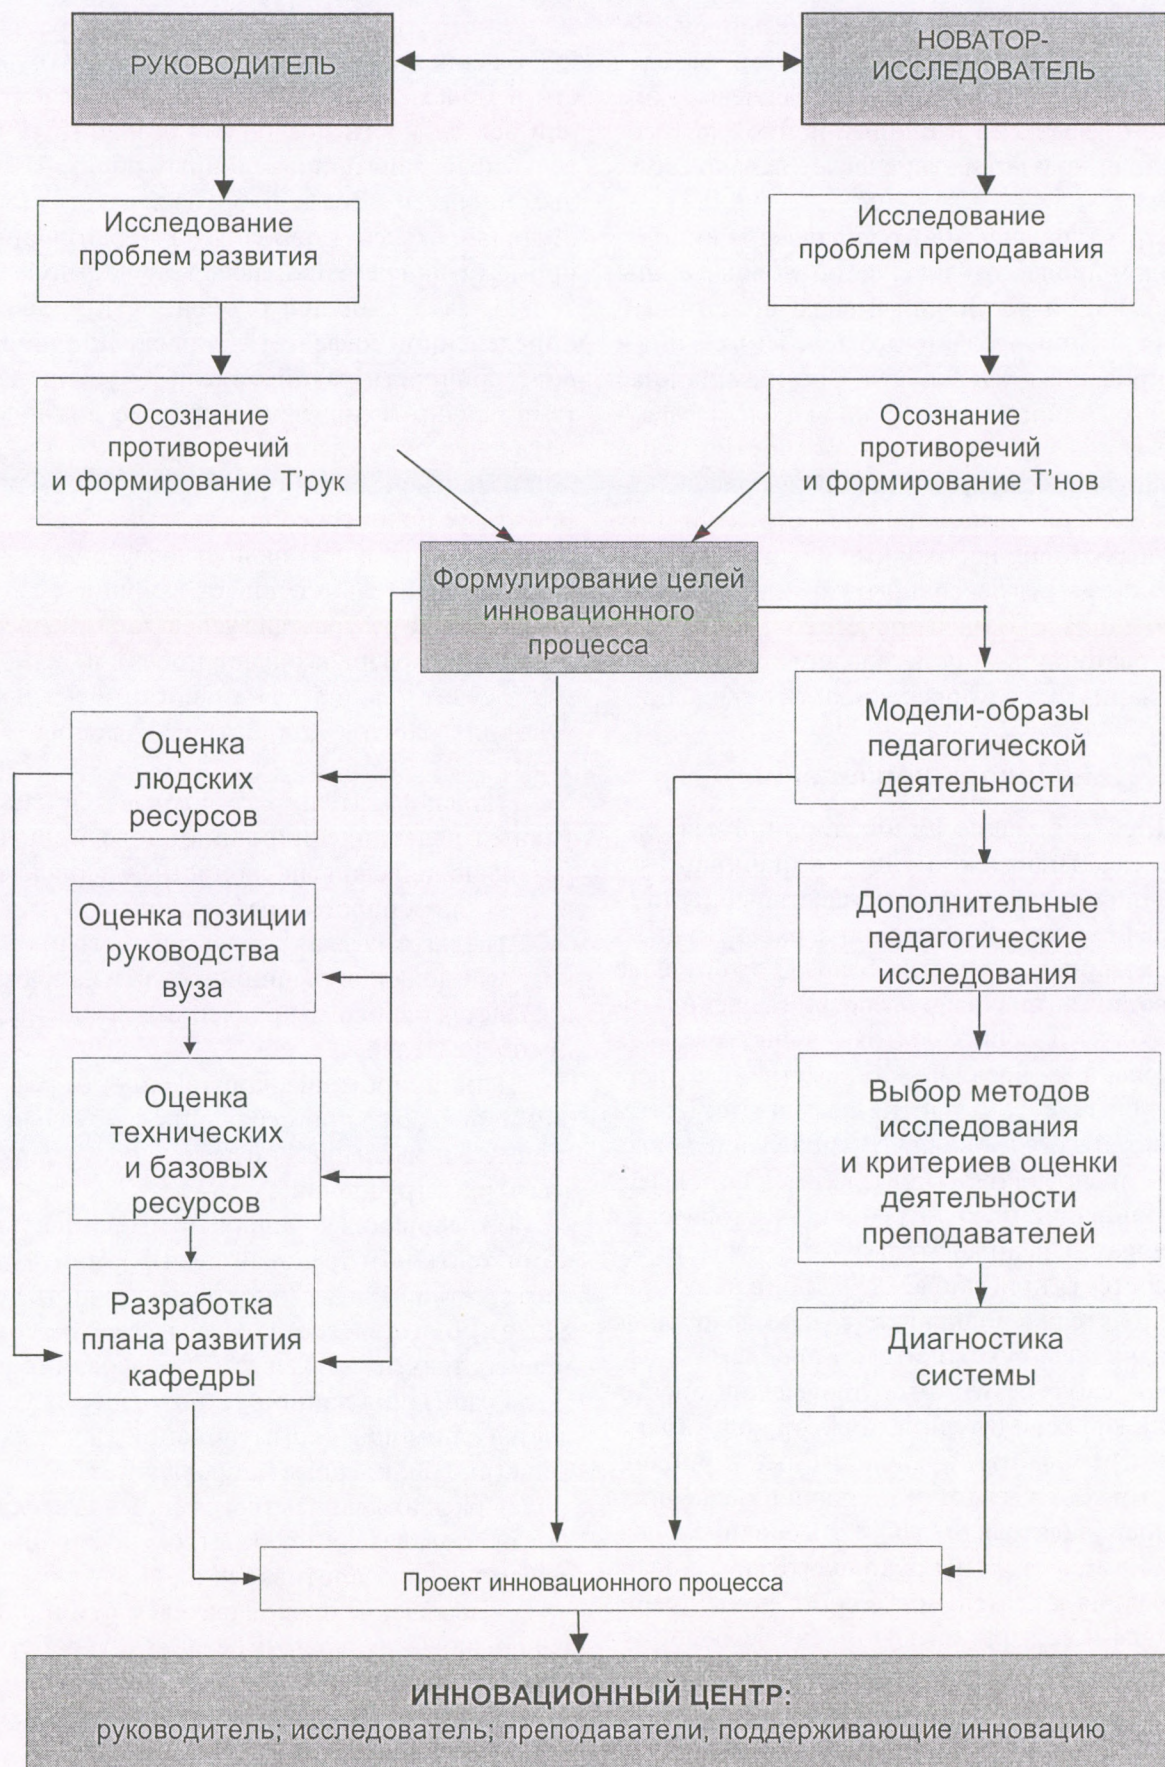 РУКОВОДИТЕЛЬ
НОВАТОР-
ИССЛЕДОВАТЕЛЬ
Исследование
проблем развития
Исследование
проблем преподавания
Осознание
противоречий
и формирование Т'рук
Осознание
противоречий
и формирование Т'нов
Формулирование целей
инновационного
процесса
Оценка
людских
ресурсов
Оценка позиции
руководства
вуза
Оценка
технических
и базовых
ресурсов
Разработка
плана развития
кафедры
Модели-образы
педагогической
деятельности
Дополнительные
педагогические
исследования
Выбор методов
исследования
и критериев оценки
деятельности
преподавателей
Диагностика
системы
Проект инновационного процесса
ИННОВАЦИОННЫЙ ЦЕНТР:
руководитель; исследователь; преподаватели, поддерживающие инновацию